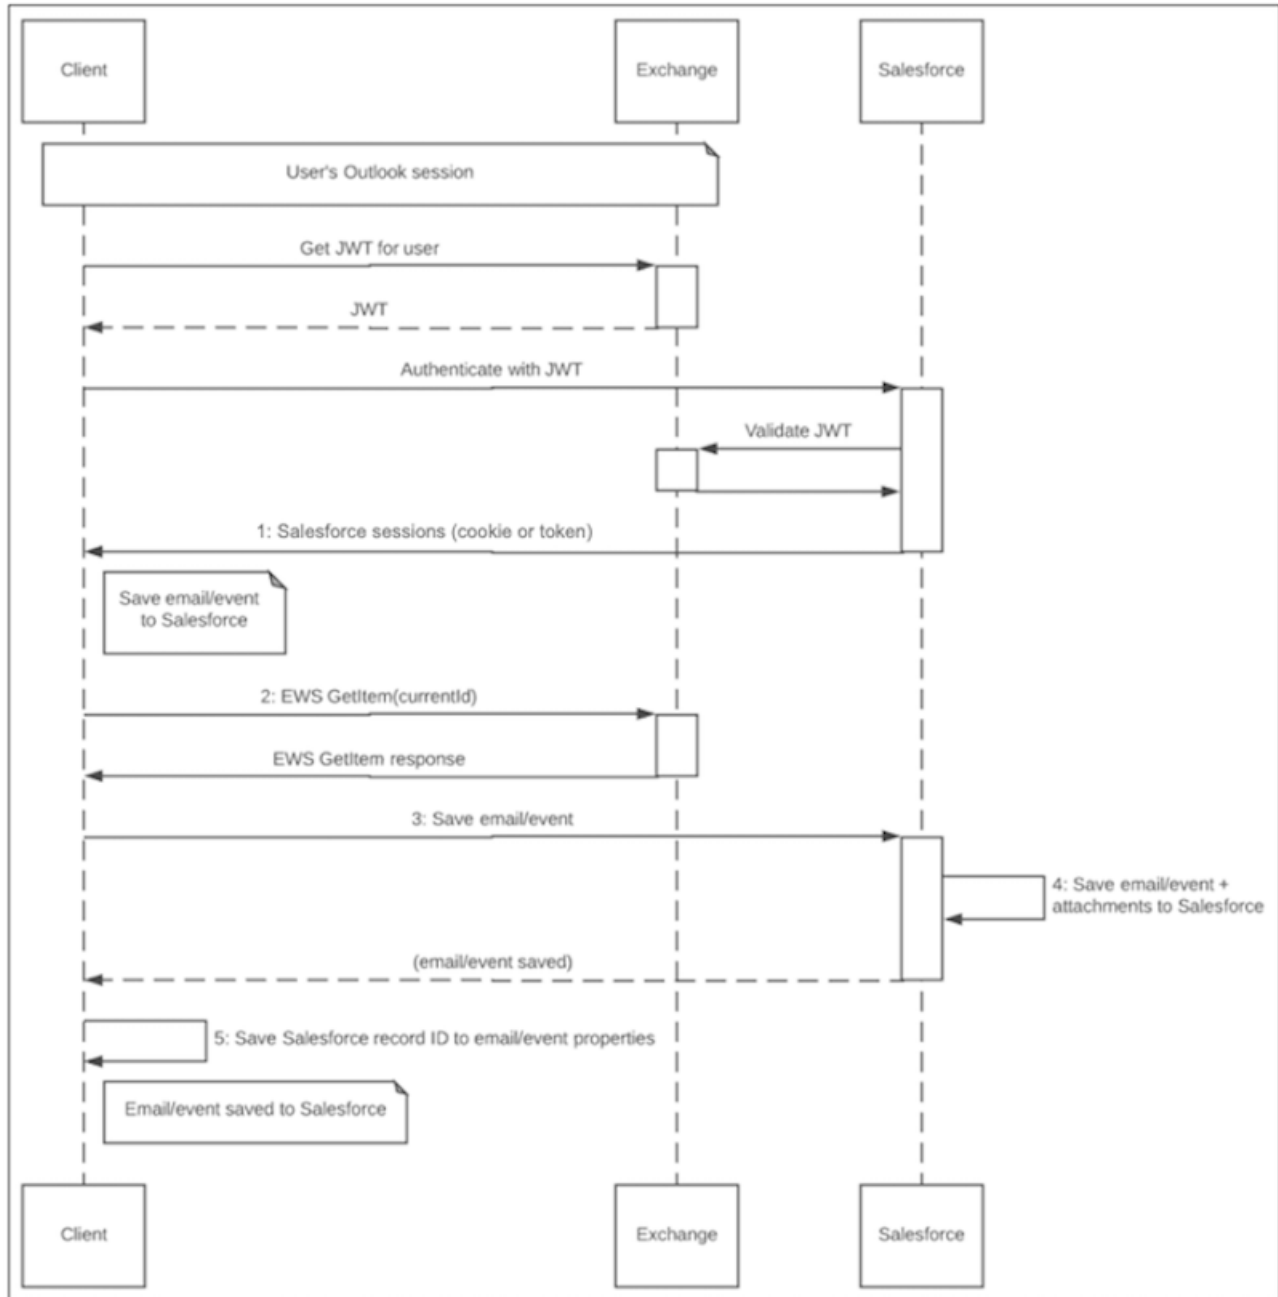 Client
Exchange
Salesforce
User's Outlook session
Get JWT for user
JWT
Authenticate with JWT
Validate JWT
1: Salesforce sessions (cookie or token)
Save email/event
to Salesforce
2: EWS GetItem(currentId)
EWS GetItem response
3: Save email/event
4: Save email/event +
attachments to Salesforce
(email/event saved)
5: Save Salesforce record ID to email/event properties
Email/event saved to Salesforce
Client
Exchange
Salesforce